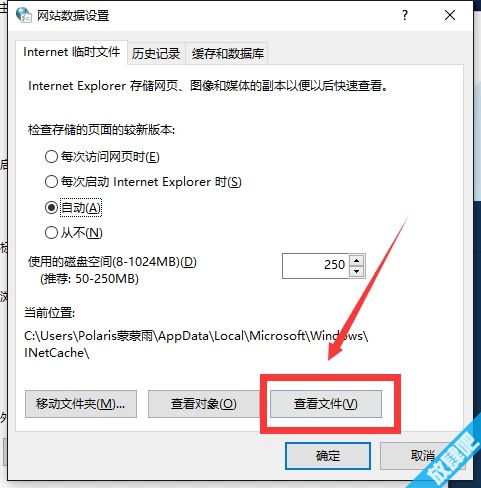 网站数据设置
?
Internet 临时文件 历史记录 缓存和数据库
Internet Explorer 存储网页、图像和媒体的副本以便以后快速查看。
检查存储的页面的较新版本:
每次访问网页时(E)
每次启动 Internet Explorer 时(S)
自动(A)
从不(N)
使用的磁盘空间(8-1024MB)(D)
250
(推荐: 50-250MB)
当前位置:
C:\Users\Polaris蒙蒙雨\AppData\Local\Microsoft\Windows\
INetCache\
移动文件夹(M)... 查看对象(O) 查看文件(V)
确定 取消
放肆吧